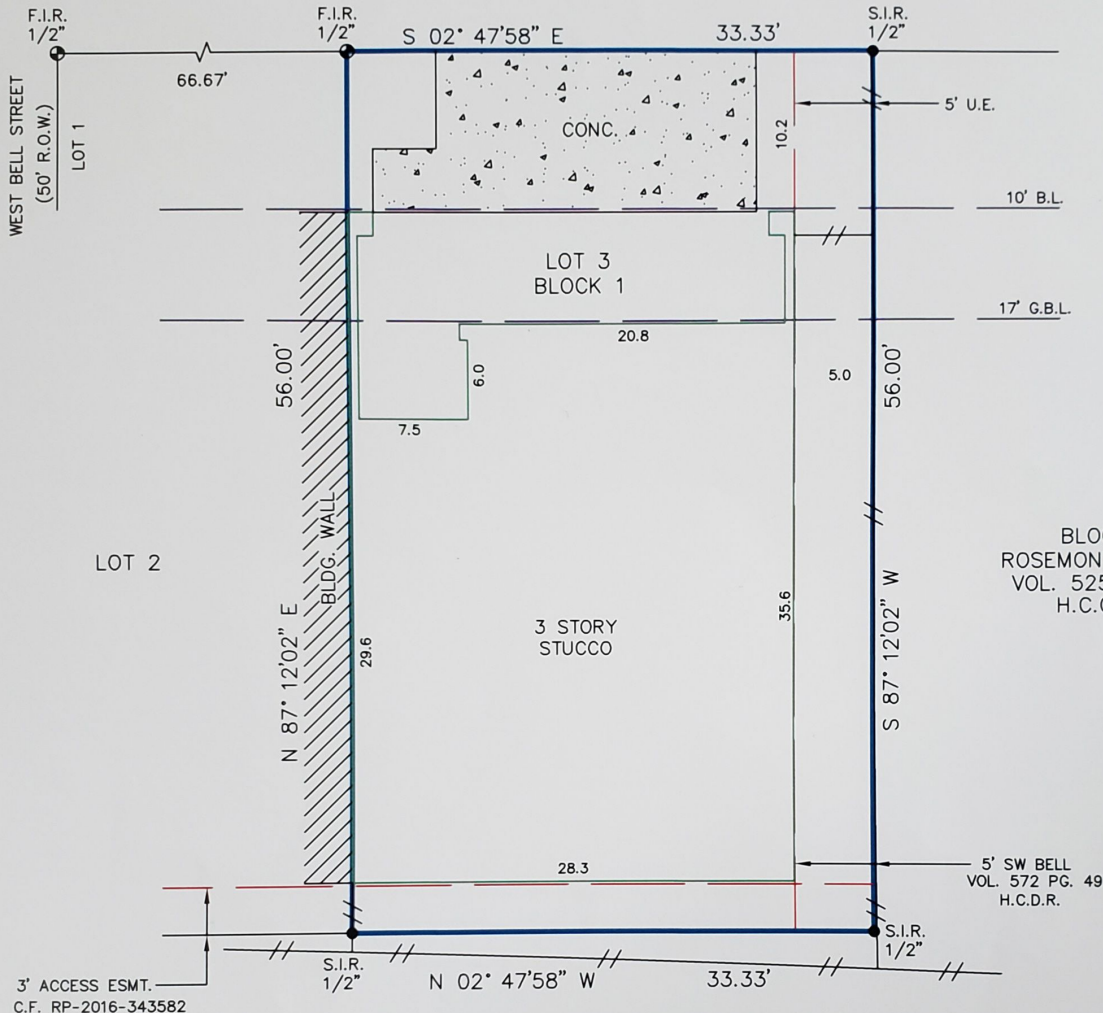 F.I.R.
1/2"
F.I.R.
1/2"
S 02° 47'58" E
33.33'
S.I.R.
1/2"
66.67'
WEST BELL STREET
(50' R.O.W.)
LOT 1
CONC.
10.2
5' U.E.
10' B.L.
LOT 3
BLOCK 1
17' G.B.L.
20.8
6.0
7.5
5.0
56.00'
56.00'
LOT 2
BLDG. WALL
N 87° 12'02" E
29.6
3 STORY
STUCCO
35.6
S 87° 12'02" W
BLOC
ROSEMON
VOL. 525
H.C.
28.3
5' SW BELL
VOL. 572 PG. 49
H.C.D.R.
S.I.R.
1/2"
S.I.R.
1/2"
N 02° 47'58" W
33.33'
3' ACCESS ESMT.
C.F. RP-2016-343582